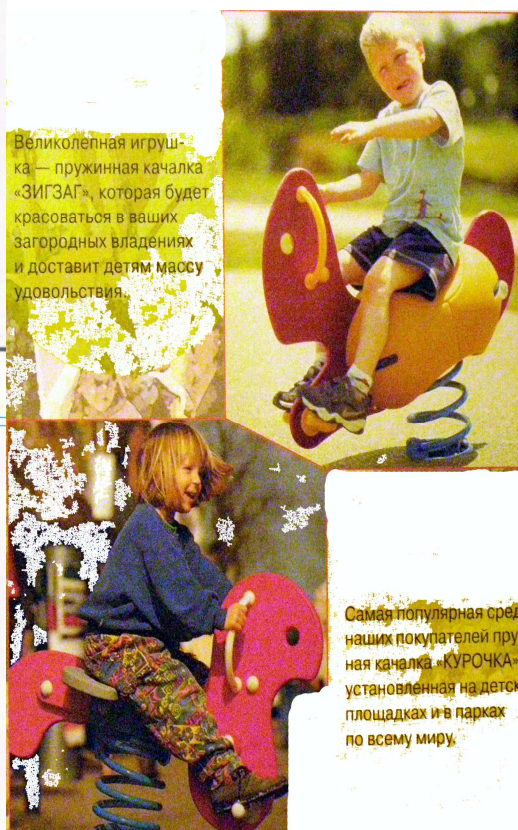 Великолепная игруш-
ка — пружинная качалка
«ЗИГЗАГ», которая будет
красоваться в ваших
загородных владениях
и доставит детям массу
удовольствия.
Самая популярная сред
наших покупателей пру
ная качалка «КУРОЧКА»
установленная на детск
площадках и в парках
по всему миру.